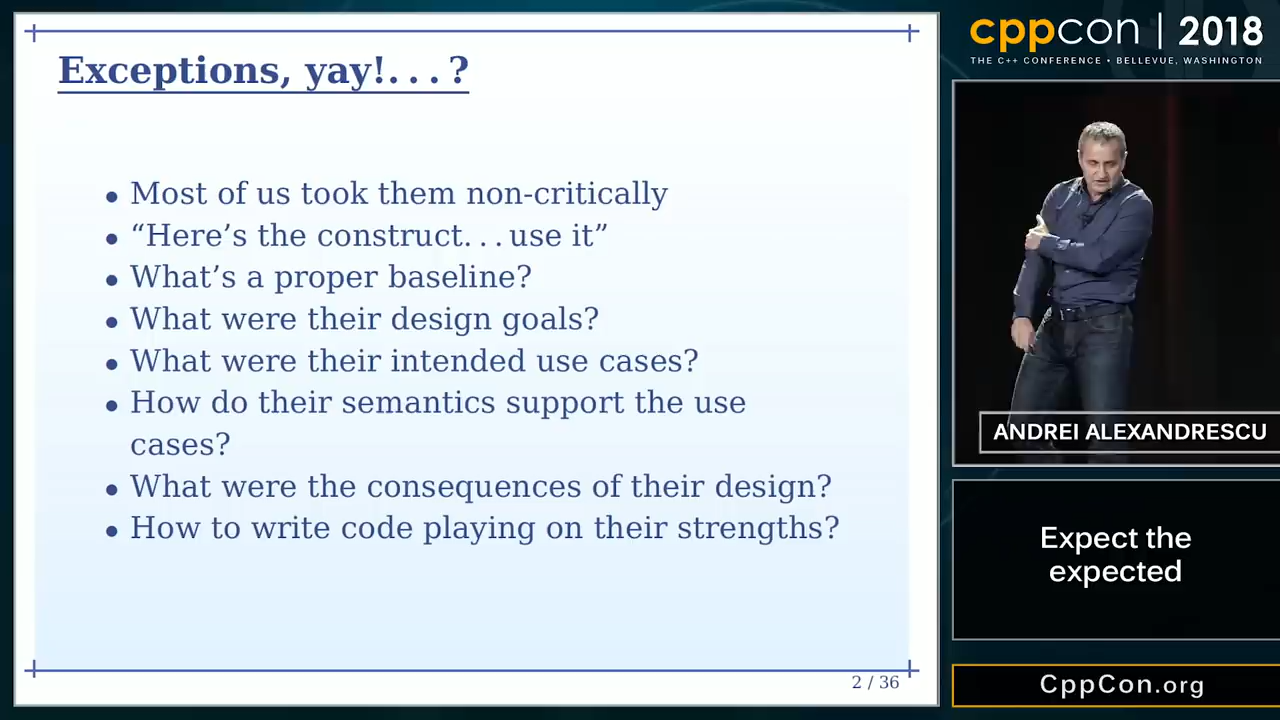 Exceptions, yay!...?
• Most of us took them non-critically
• “Here’s the construct...use it”
• What’s a proper baseline?
• What were their design goals?
• What were their intended use cases?
• How do their semantics support the use
cases?
• What were the consequences of their design?
• How to write code playing on their strengths?
2 / 36
cppcon | 2018
THE C++ CONFERENCE • BELLEVUE, WASHINGTON
ANDREI ALEXANDRESCU
Expect the
expected
CppCon.org